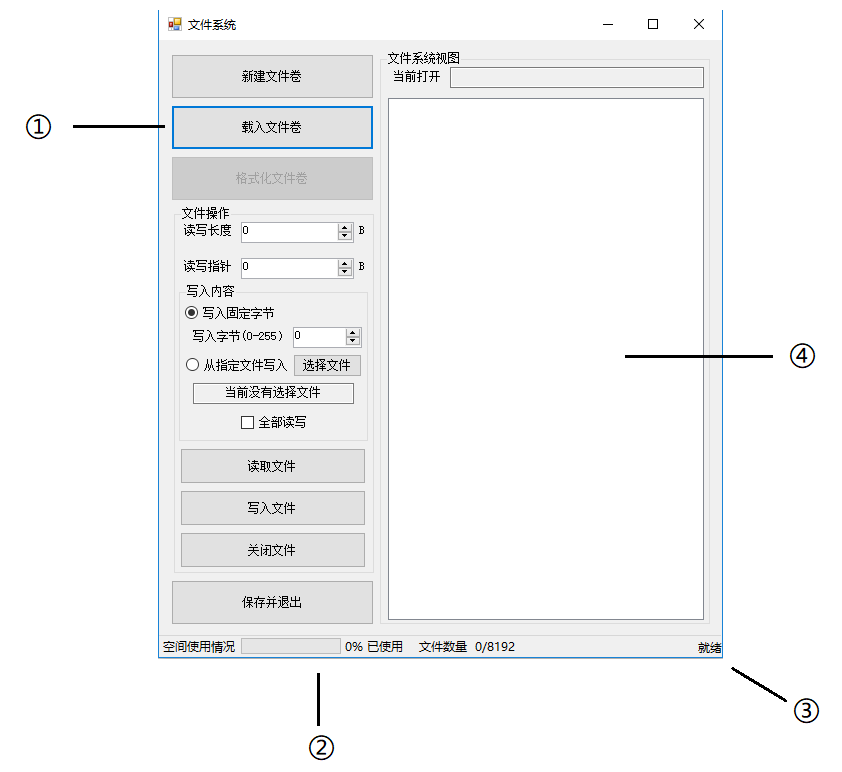 文件系统
新建文件卷
载入文件卷
格式化文件卷
文件操作
读写长度 0 B
读写指针 0 B
写入内容
写入固定字节
写入字节(0-255) 0
从指定文件写入 选择文件
当前没有选择文件
全部读写
读取文件
写入文件
关闭文件
保存并退出
文件系统视图
当前打开
空间使用情况 0% 已使用 文件数量 0/8192 就绪
①
②
③
④